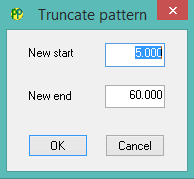 Truncate pattern
New start 5.000
New end 60.000
OK Cancel